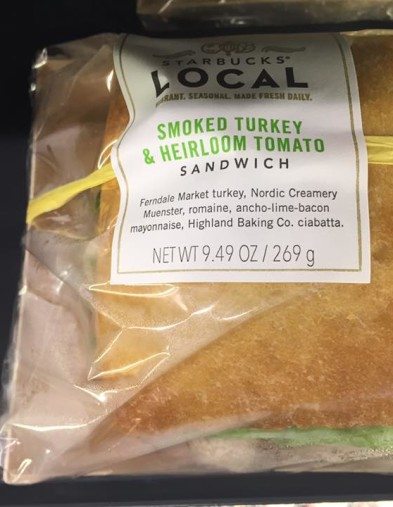 STARBUCKS®
LOCAL
SEASONAL. MADE FRESH DAILY.
SMOKED TURKEY
& HEIRLOOM TOMATO
SANDWICH
Ferndale Market turkey, Nordic Creamery
Muenster, romaine, ancho-lime-bacon
mayonnaise, Highland Baking Co. ciabatta.
NET WT 9.49 OZ / 269 g